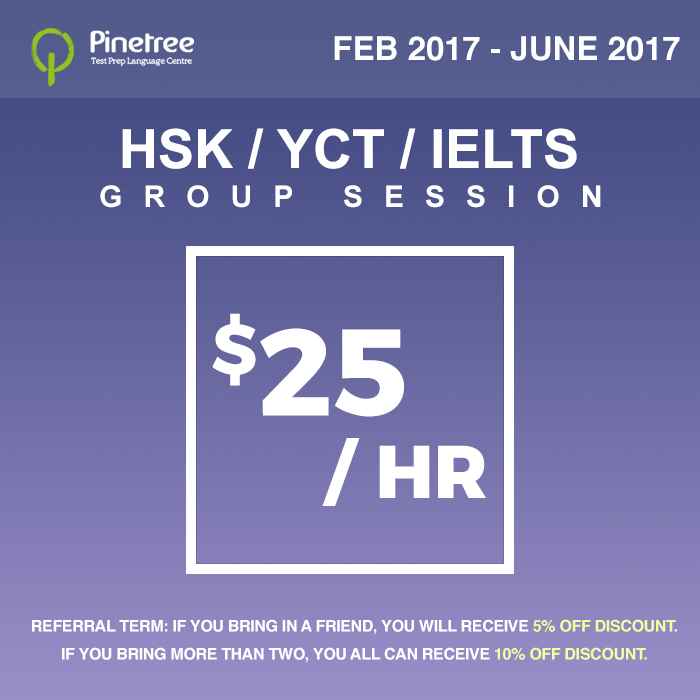 Pinetree
Test Prep Language Centre
FEB 2017 - JUNE 2017
HSK / YCT / IELTS
GROUP SESSION
$25
/ HR
REFERRAL TERM: IF YOU BRING IN A FRIEND, YOU WILL RECEIVE 5% OFF DISCOUNT.
IF YOU BRING MORE THAN TWO, YOU ALL CAN RECEIVE 10% OFF DISCOUNT.